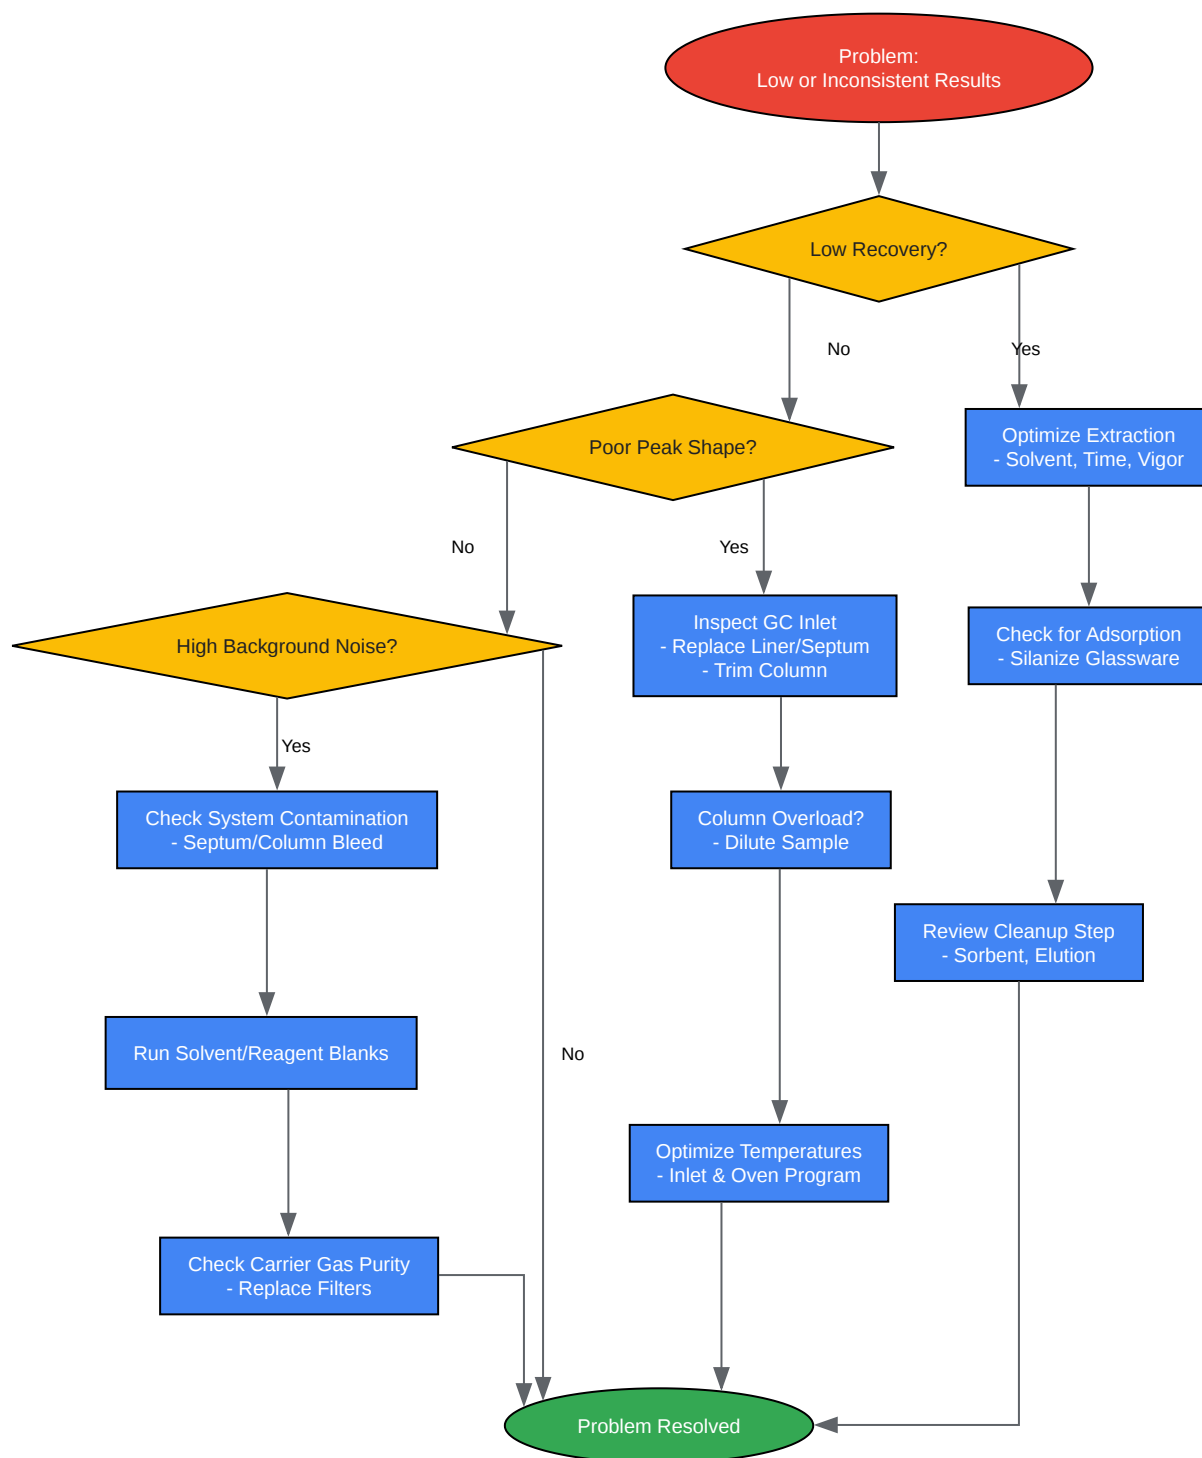 Problem:
Low or Inconsistent Results
Low Recovery?
No
Yes
Poor Peak Shape?
Optimize Extraction
- Solvent, Time, Vigor
No
Yes
High Background Noise?
Inspect GC Inlet
- Replace Liner/Septum
- Trim Column
Check for Adsorption
- Silanize Glassware
Yes
Check System Contamination
- Septum/Column Bleed
Column Overload?
- Dilute Sample
Review Cleanup Step
- Sorbent, Elution
Run Solvent/Reagent Blanks
No
Optimize Temperatures
- Inlet & Oven Program
Check Carrier Gas Purity
- Replace Filters
Problem Resolved